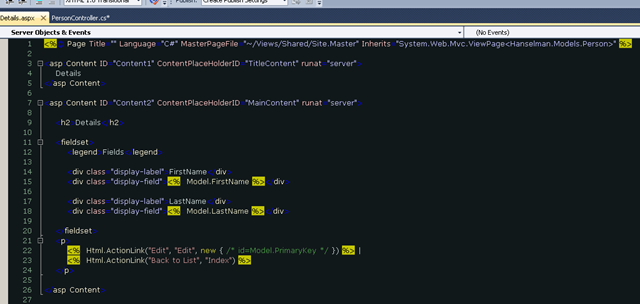 XHTML 1.0 Transitional Publish: Create Publish Settings
Details.aspx PersonController.cs*
Server Objects & Events (No Events)
1 <% Page Title "" Language "C#" MasterPageFile "~/Views/Shared/Site.Master" Inherits "System.Web.Mvc.ViewPage<Hanselman.Models.Person>" %>
2
3 asp Content ID "Content1" ContentPlaceHolderID "TitleContent" runat "server"
4 Details
5 asp Content
6
7 asp Content ID "Content2" ContentPlaceHolderID "MainContent" runat "server"
8
9 h2 Details h2
10
11 fieldset
12 legend Fields legend
13
14 div class "display-label" FirstName div
15 div class "display-field" <% Model.FirstName %> div
16
17 div class "display-label" LastName div
18 div class "display-field" <% Model.LastName %> div
19
20 fieldset
21 p
22 <% Html.ActionLink("Edit", "Edit", new { /* id=Model.PrimaryKey */ }) %> |
23 <% Html.ActionLink("Back to List", "Index") %>
24 p
25
26 asp Content
27